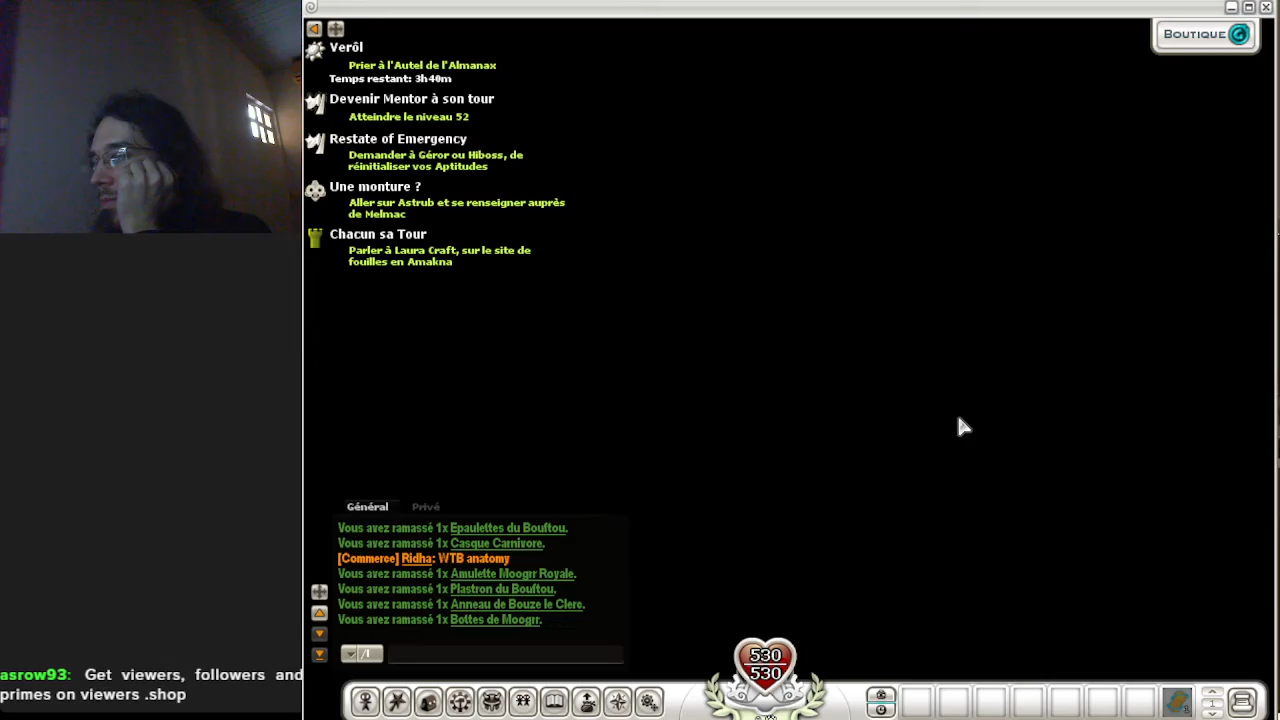 BOUTIQUE
Verôl
Prier à l'Autel de l'Almanax
Temps restant: 3h40m
Devenir Mentor à son tour
Atteindre le niveau 52
Restate of Emergency
Demander à Géror ou Hiboss, de
réinitialiser vos Aptitudes
Une monture ?
Aller sur Astrub et se renseigner auprès
de Melmac
Chacun sa Tour
Parler à Laura Craft, sur le site de
fouilles en Amakna
Général Privé
Vous avez ramassé 1x Epaulettes du Bouftou.
Vous avez ramassé 1x Casque Carnivore.
[Commerce] Ridha: WTB anatomy
Vous avez ramassé 1x Amulette Moogrr Royale.
Vous avez ramassé 1x Plastron du Bouftou.
Vous avez ramassé 1x Anneau de Bouze le Clerc.
Vous avez ramassé 1x Bottes de Moogrr.
asrow93: Get viewers, followers and
primes on viewers .shop
530
530
1